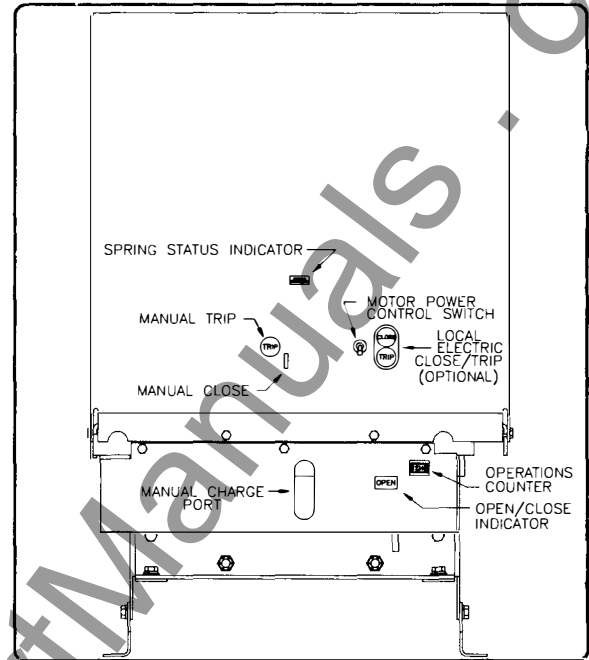 SPRING STATUS INDICATOR
MOTOR POWER
CONTROL SWITCH
MANUAL TRIP
TRIP
CLOSE
TRIP
LOCAL
ELECTRIC
CLOSE/TRIP
(OPTIONAL)
MANUAL CLOSE
MANUAL CHARGE
PORT
OPEN
OPERATIONS
COUNTER
OPEN/CLOSE
INDICATOR